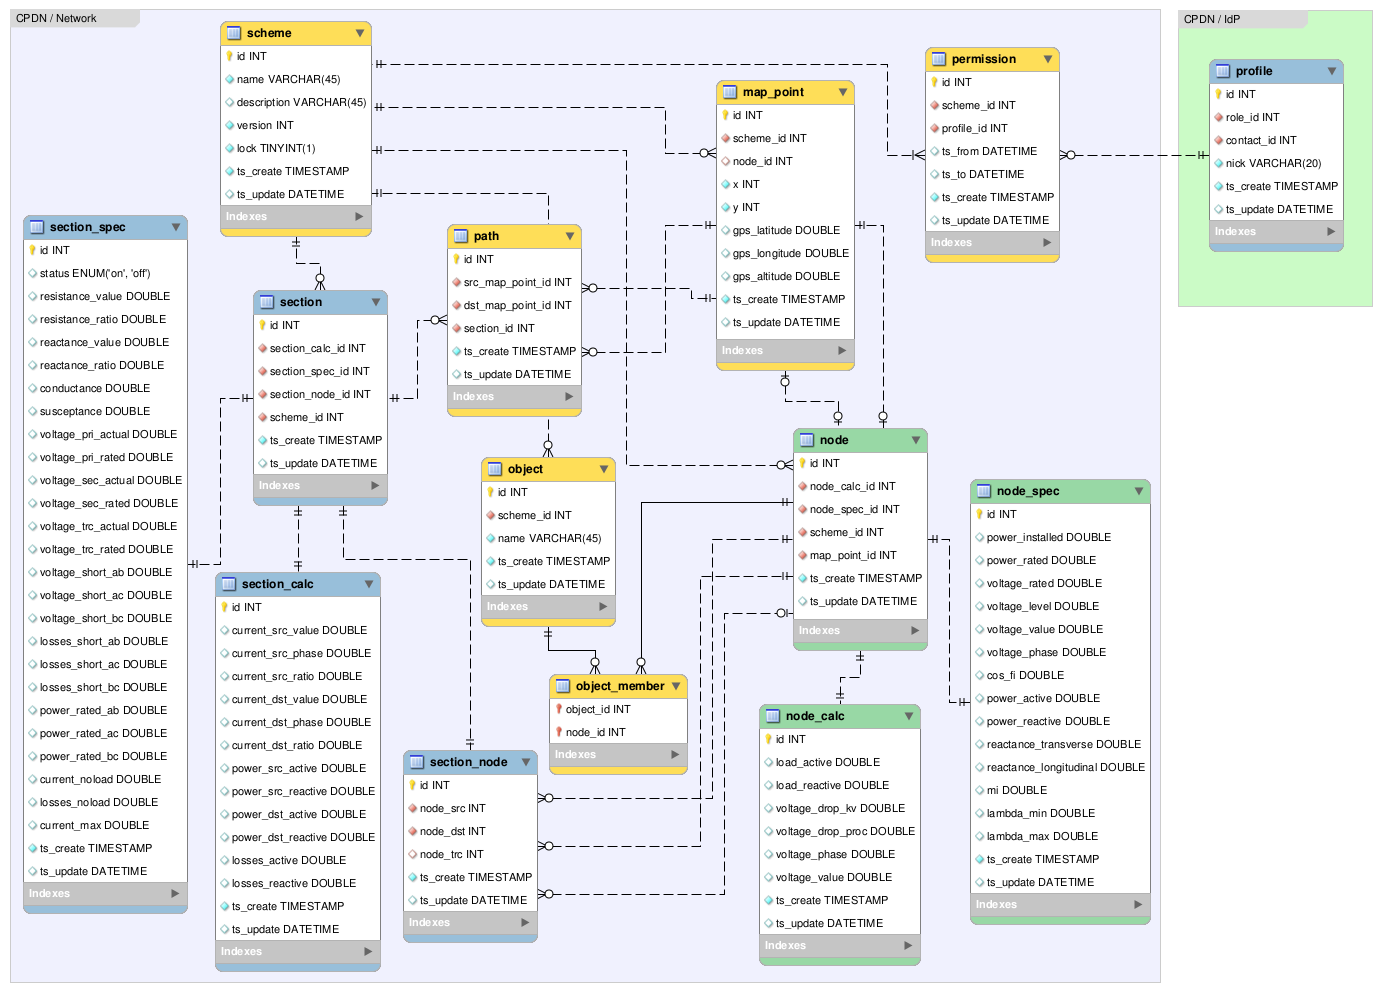 CPDN / Network
scheme
id INT
name VARCHAR(45)
description VARCHAR(45)
version INT
lock TINYINT(1)
ts_create TIMESTAMP
ts_update DATETIME
Indexes
section_spec
id INT
status ENUM('on', 'off')
resistance_value DOUBLE
resistance_ratio DOUBLE
reactance_value DOUBLE
reactance_ratio DOUBLE
conductance DOUBLE
susceptance DOUBLE
voltage_pri_actual DOUBLE
voltage_pri_rated DOUBLE
voltage_sec_actual DOUBLE
voltage_sec_rated DOUBLE
voltage_trc_actual DOUBLE
voltage_trc_rated DOUBLE
voltage_short_ab DOUBLE
voltage_short_ac DOUBLE
voltage_short_bc DOUBLE
losses_short_ab DOUBLE
losses_short_ac DOUBLE
losses_short_bc DOUBLE
power_rated_ab DOUBLE
power_rated_ac DOUBLE
power_rated_bc DOUBLE
current_noload DOUBLE
losses_noload DOUBLE
current_max DOUBLE
ts_create TIMESTAMP
ts_update DATETIME
Indexes
section
id INT
section_calc_id INT
section_spec_id INT
section_node_id INT
scheme_id INT
ts_create TIMESTAMP
ts_update DATETIME
Indexes
section_calc
id INT
current_src_value DOUBLE
current_src_phase DOUBLE
current_src_ratio DOUBLE
current_dst_value DOUBLE
current_dst_phase DOUBLE
current_dst_ratio DOUBLE
power_src_active DOUBLE
power_src_reactive DOUBLE
power_dst_active DOUBLE
power_dst_reactive DOUBLE
losses_active DOUBLE
losses_reactive DOUBLE
ts_create TIMESTAMP
ts_update DATETIME
Indexes
path
id INT
src_map_point_id INT
dst_map_point_id INT
section_id INT
ts_create TIMESTAMP
ts_update DATETIME
Indexes
object
id INT
scheme_id INT
name VARCHAR(45)
ts_create TIMESTAMP
ts_update DATETIME
Indexes
object_member
object_id INT
node_id INT
Indexes
section_node
id INT
node_src INT
node_dst INT
node_trc INT
ts_create TIMESTAMP
ts_update DATETIME
Indexes
map_point
id INT
scheme_id INT
node_id INT
x INT
y INT
gps_latitude DOUBLE
gps_longitude DOUBLE
gps_altitude DOUBLE
ts_create TIMESTAMP
ts_update DATETIME
Indexes
node
id INT
node_calc_id INT
node_spec_id INT
scheme_id INT
map_point_id INT
ts_create TIMESTAMP
ts_update DATETIME
Indexes
node_calc
id INT
load_active DOUBLE
load_reactive DOUBLE
voltage_drop_kv DOUBLE
voltage_drop_proc DOUBLE
voltage_phase DOUBLE
voltage_value DOUBLE
ts_create TIMESTAMP
ts_update DATETIME
Indexes
permission
id INT
scheme_id INT
profile_id INT
ts_from DATETIME
ts_to DATETIME
ts_create TIMESTAMP
ts_update DATETIME
Indexes
node_spec
id INT
power_installed DOUBLE
power_rated DOUBLE
voltage_rated DOUBLE
voltage_level DOUBLE
voltage_value DOUBLE
voltage_phase DOUBLE
cos_fi DOUBLE
power_active DOUBLE
power_reactive DOUBLE
reactance_transverse DOUBLE
reactance_longitudinal DOUBLE
mi DOUBLE
lambda_min DOUBLE
lambda_max DOUBLE
ts_create TIMESTAMP
ts_update DATETIME
Indexes
CPDN / IdP
profile
id INT
role_id INT
contact_id INT
nick VARCHAR(20)
ts_create TIMESTAMP
ts_update DATETIME
Indexes